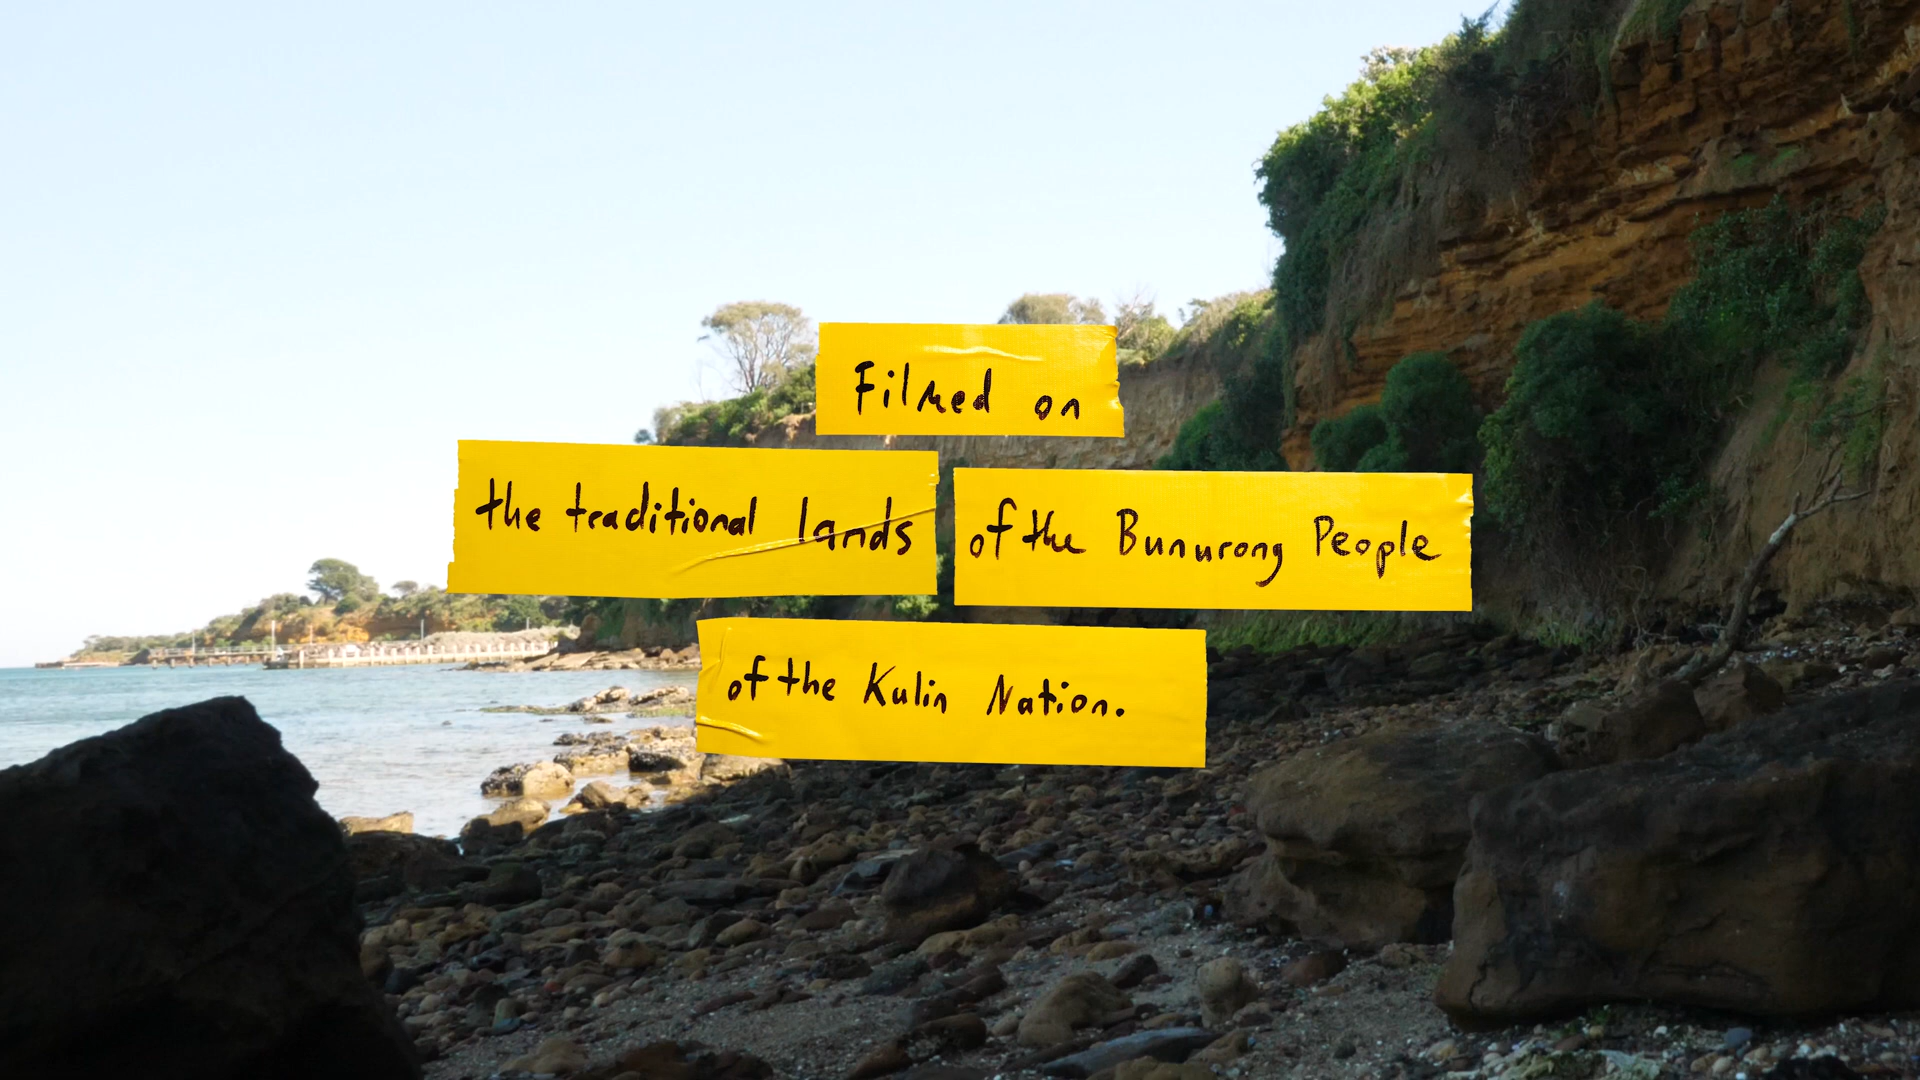 Filmed on
the traditional lands
of the Bunurong People
of the Kulin Nation.